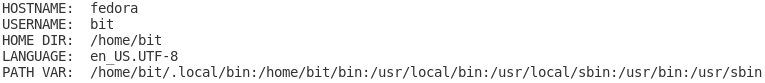 HOSTNAME:  fedora
USERNAME:  bit
HOME DIR:  /home/bit
LANGUAGE:  en_US.UTF-8
PATH VAR:  /home/bit/.local/bin:/home/bit/bin:/usr/local/bin:/usr/local/sbin:/usr/bin:/usr/sbin